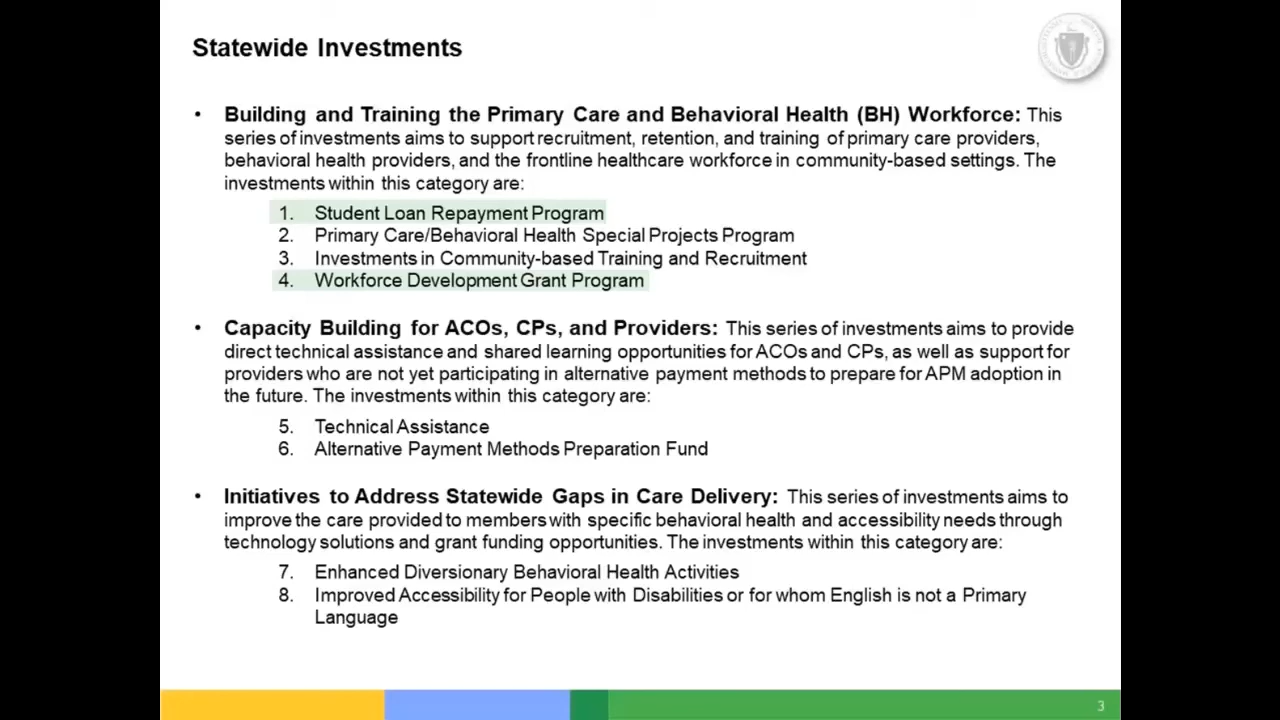 Statewide Investments
• Building and Training the Primary Care and Behavioral Health (BH) Workforce: This
series of investments aims to support recruitment, retention, and training of primary care providers,
behavioral health providers, and the frontline healthcare workforce in community-based settings. The
investments within this category are:
1. Student Loan Repayment Program
2. Primary Care/Behavioral Health Special Projects Program
3. Investments in Community-based Training and Recruitment
4. Workforce Development Grant Program
• Capacity Building for ACOs, CPs, and Providers: This series of investments aims to provide
direct technical assistance and shared learning opportunities for ACOs and CPs, as well as support for
providers who are not yet participating in alternative payment methods to prepare for APM adoption in
the future. The investments within this category are:
5. Technical Assistance
6. Alternative Payment Methods Preparation Fund
• Initiatives to Address Statewide Gaps in Care Delivery: This series of investments aims to
improve the care provided to members with specific behavioral health and accessibility needs through
technology solutions and grant funding opportunities. The investments within this category are:
7. Enhanced Diversionary Behavioral Health Activities
8. Improved Accessibility for People with Disabilities or for whom English is not a Primary
Language
3